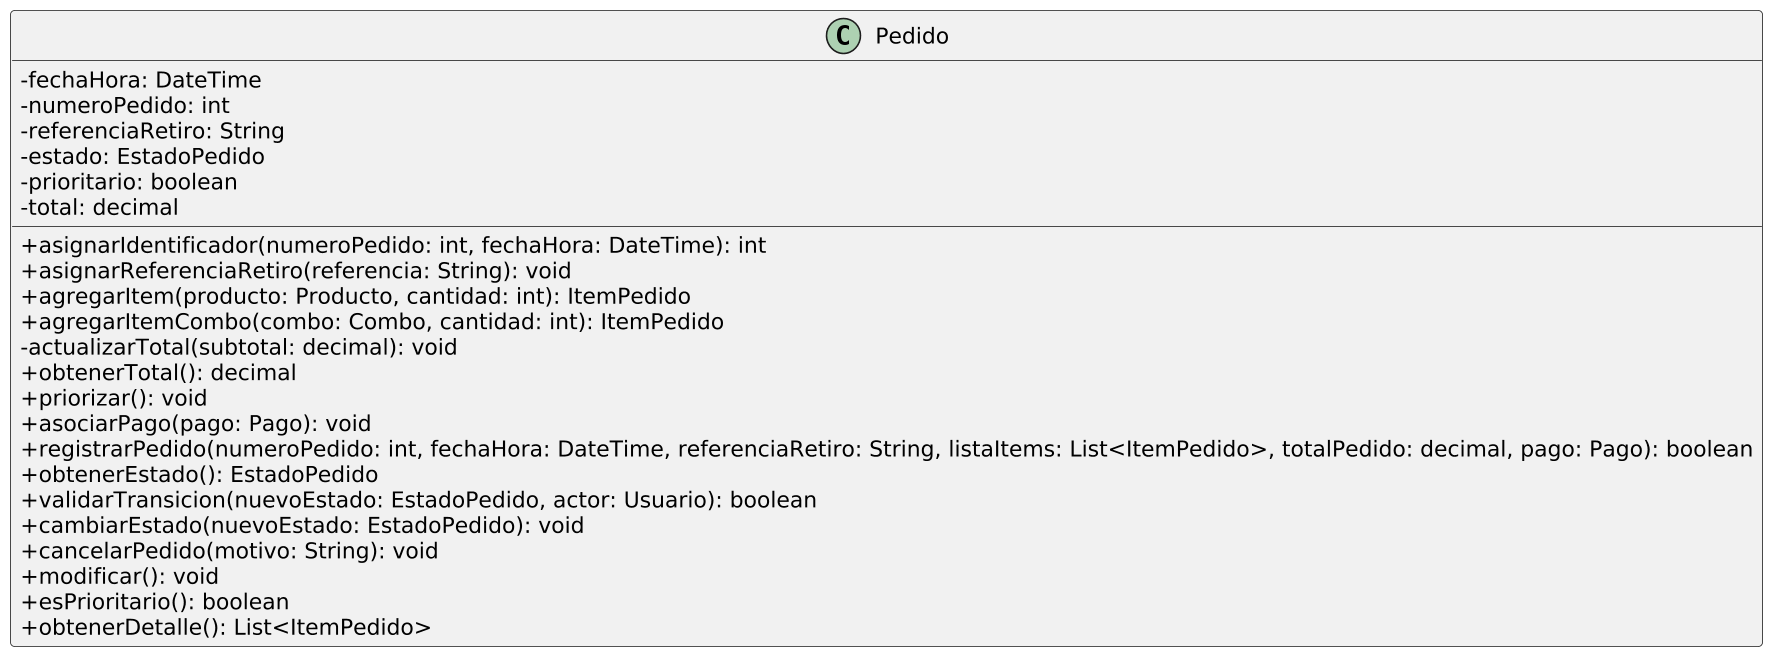 C Pedido
-fechaHora: DateTime
-numeroPedido: int
-referenciaRetiro: String
-estado: EstadoPedido
-prioritario: boolean
-total: decimal
+asignarIdentificador(numeroPedido: int, fechaHora: DateTime): int
+asignarReferenciaRetiro(referencia: String): void
+agregarItem(producto: Producto, cantidad: int): ItemPedido
+agregarItemCombo(combo: Combo, cantidad: int): ItemPedido
-actualizarTotal(subtotal: decimal): void
+obtenerTotal(): decimal
+priorizar(): void
+asociarPago(pago: Pago): void
+registrarPedido(numeroPedido: int, fechaHora: DateTime, referenciaRetiro: String, listaItems: List<ItemPedido>, totalPedido: decimal, pago: Pago): boolean
+obtenerEstado(): EstadoPedido
+validarTransicion(nuevoEstado: EstadoPedido, actor: Usuario): boolean
+cambiarEstado(nuevoEstado: EstadoPedido): void
+cancelarPedido(motivo: String): void
+modificar(): void
+esPrioritario(): boolean
+obtenerDetalle(): List<ItemPedido>